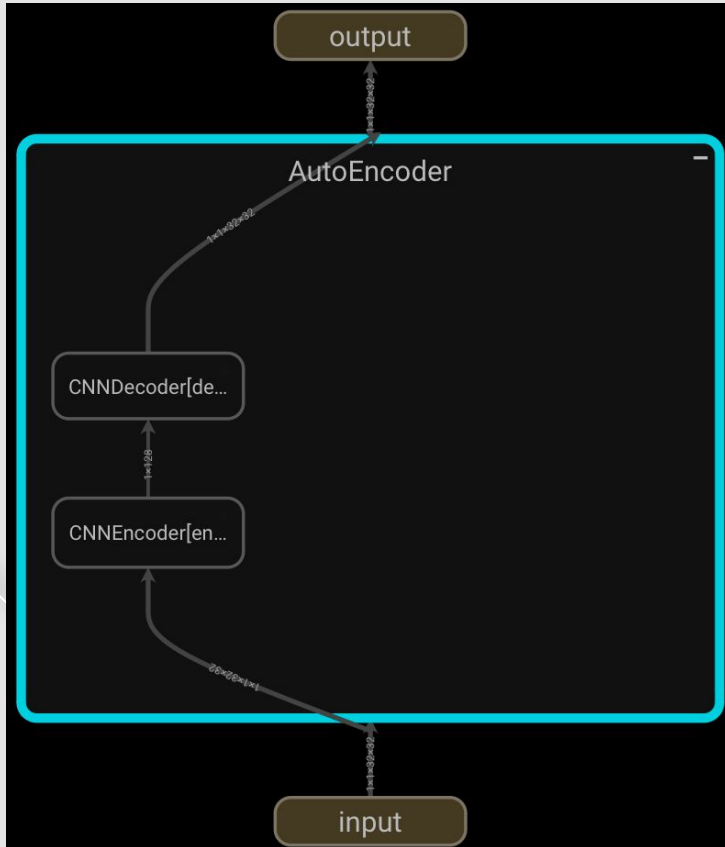 output
1×1×32×32
AutoEncoder
1×1×32×32
CNNDecoder[de...
1×128
CNNEncoder[en...
1×1×32×32
1×1×32×32
input